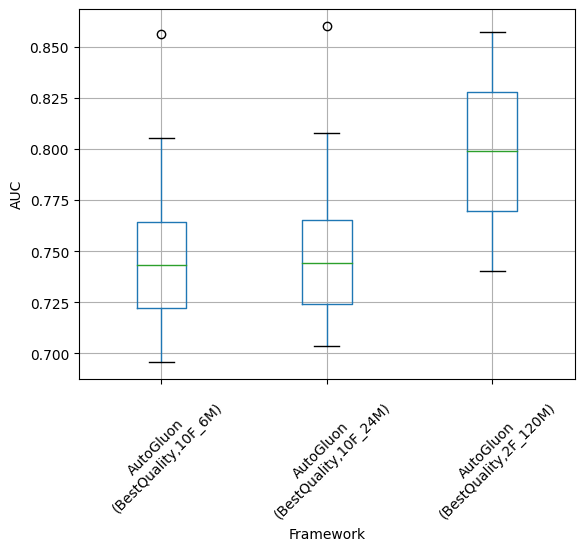 0.850
0.825
0.800
0.775
0.750
0.725
0.700
AUC
AutoGluon
(BestQuality,10F_6M)
AutoGluon
(BestQuality,10F_24M)
AutoGluon
(BestQuality,2F_120M)
Framework